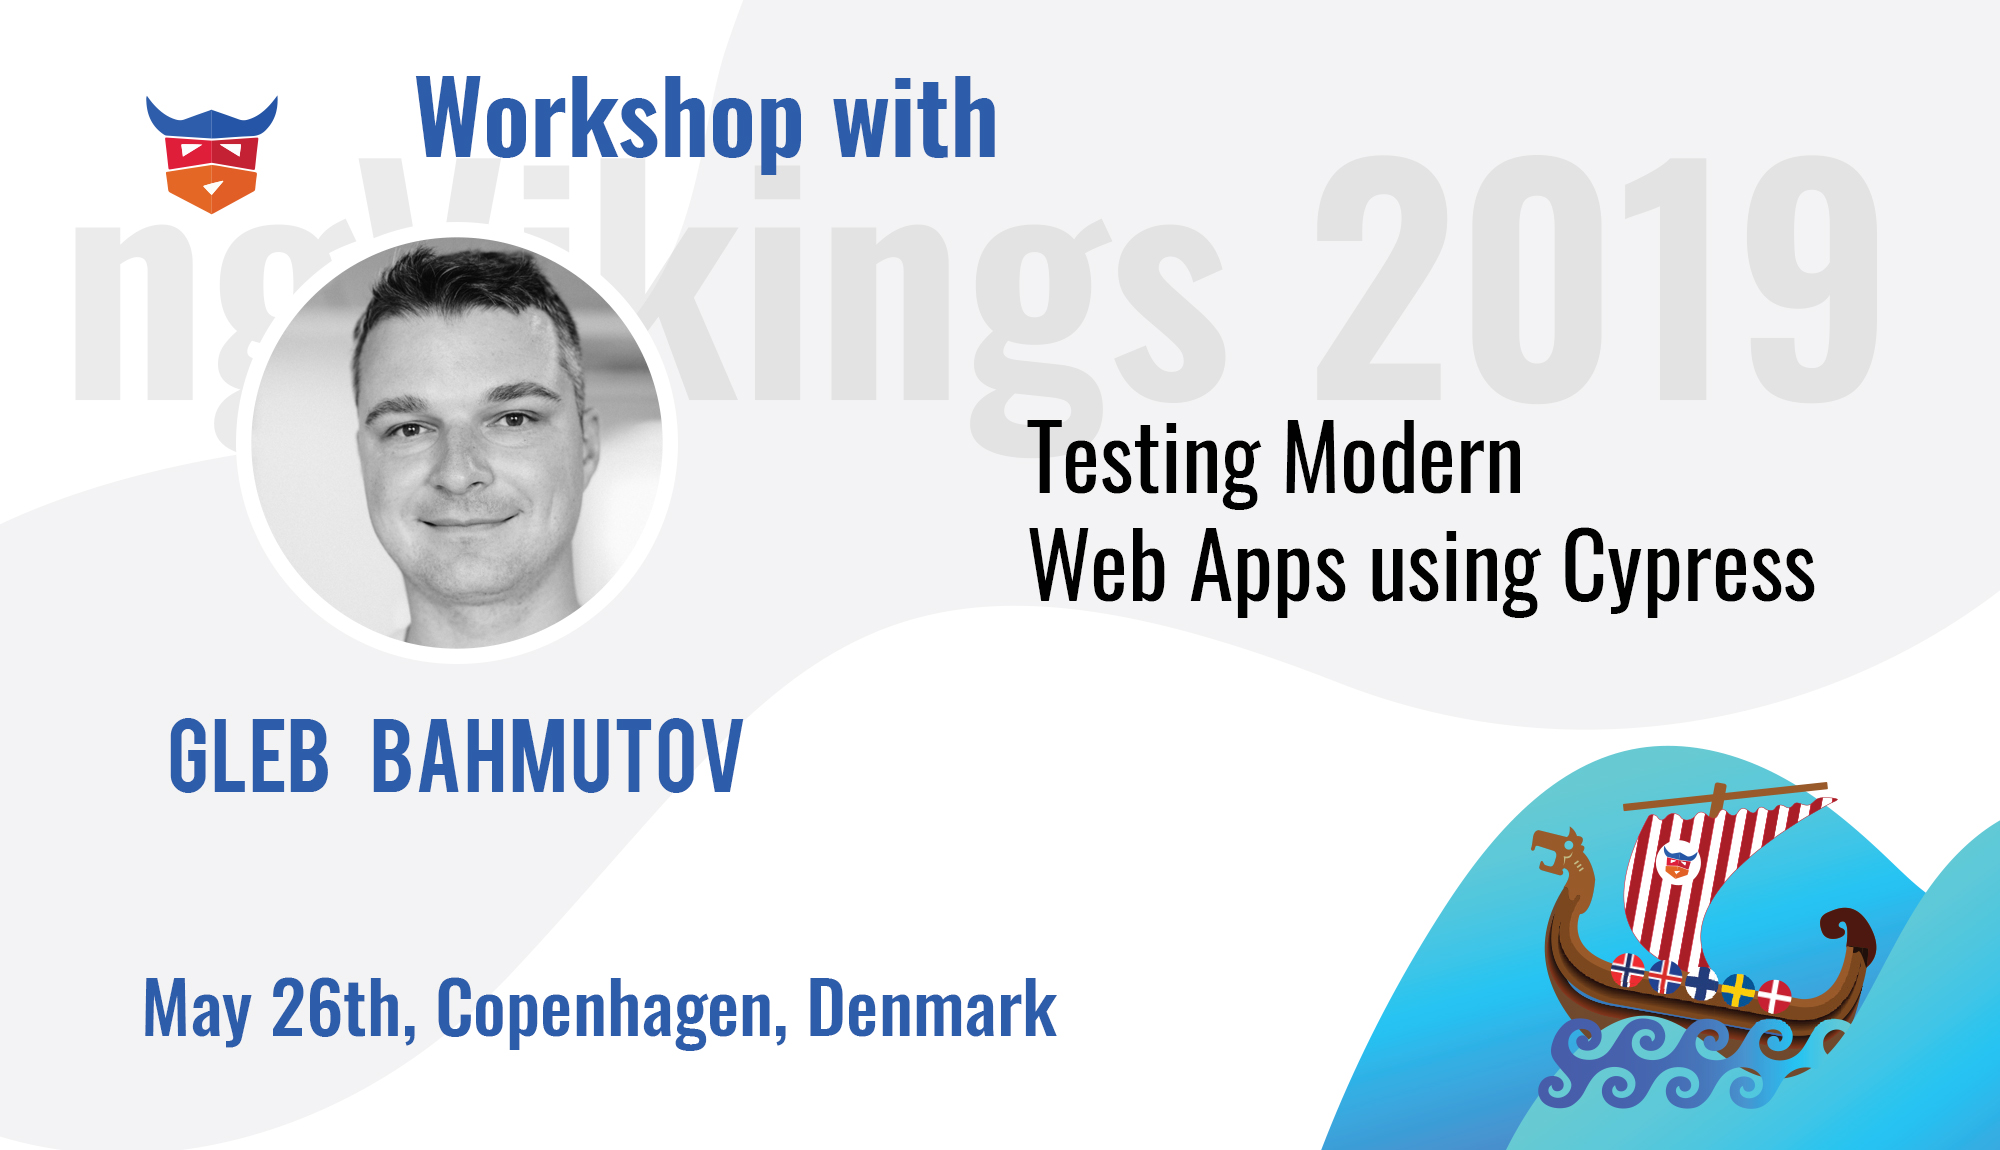 Workshop with
ngVikings 2019
Testing Modern
Web Apps using Cypress
GLEB BAHMUTOV
May 26th, Copenhagen, Denmark